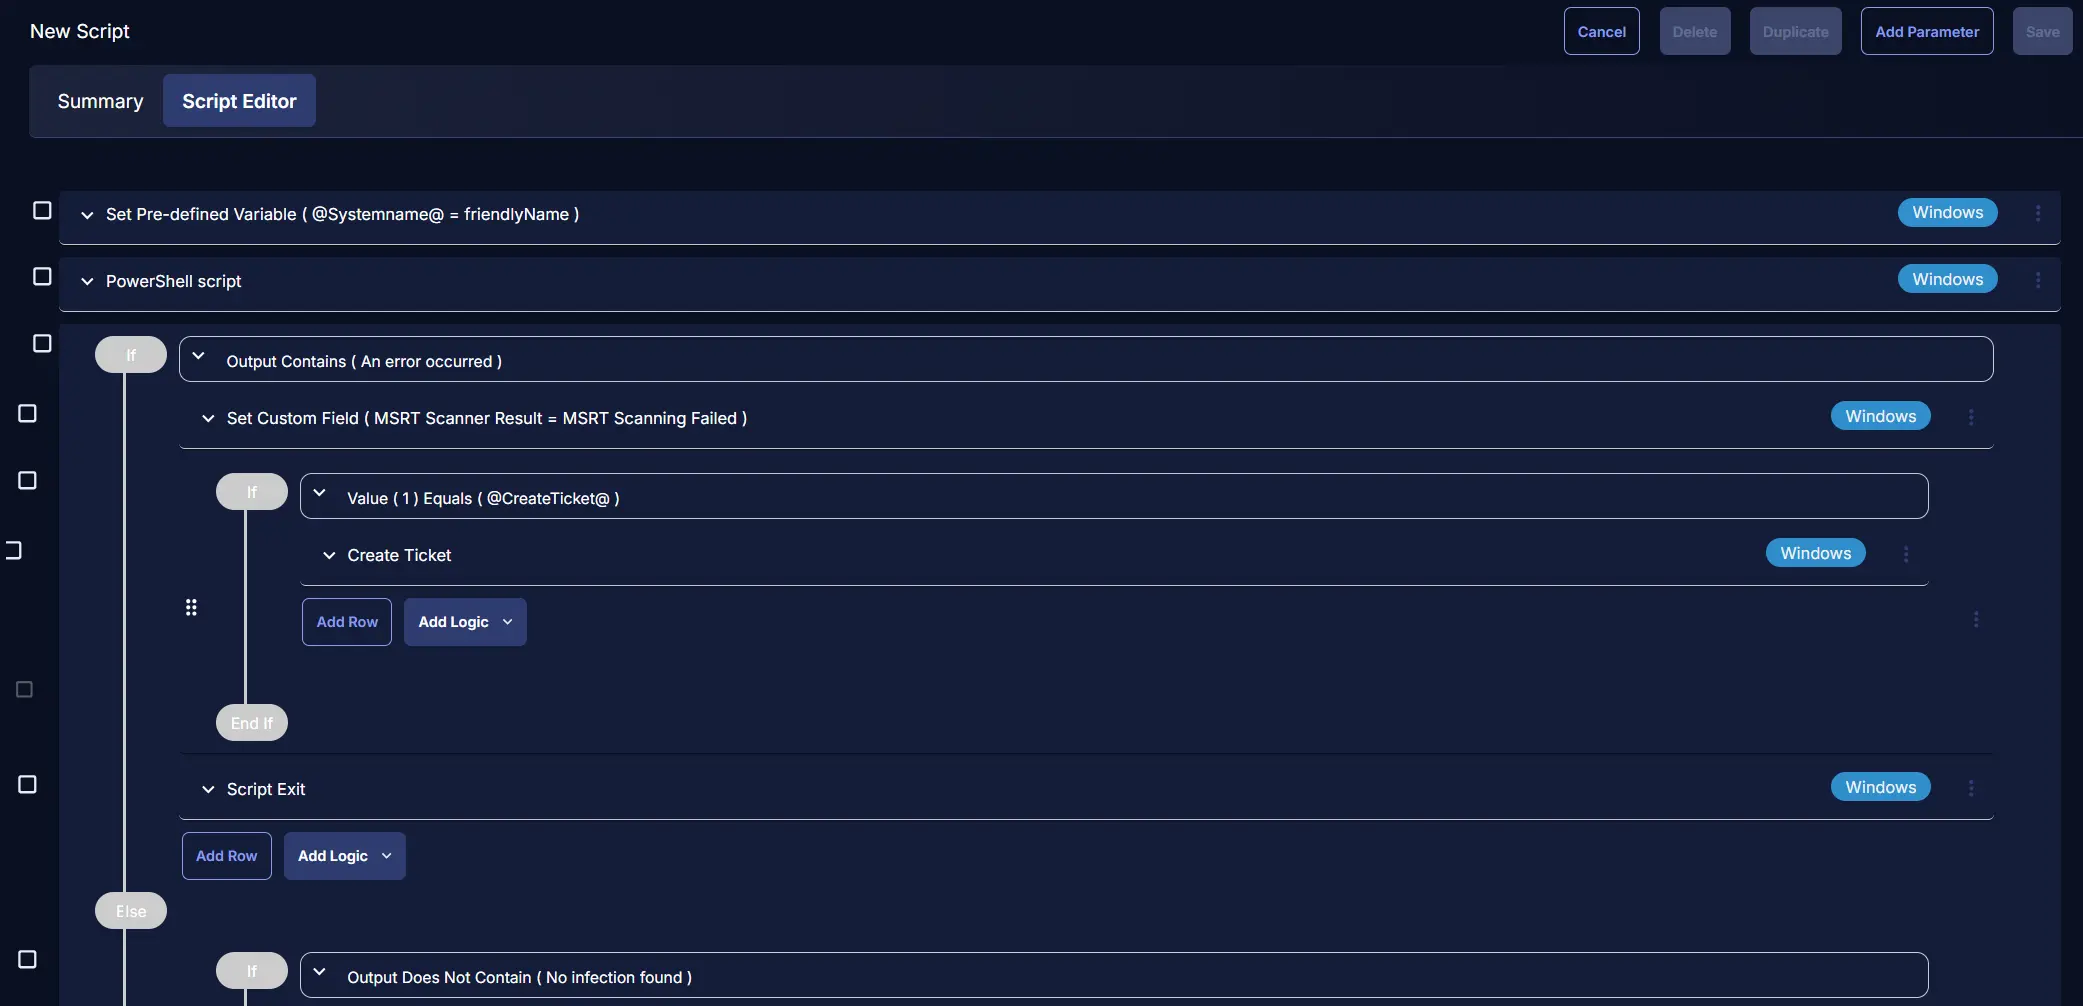 New Script
Cancel Delete Duplicate Add Parameter Save
Summary Script Editor
Set Pre-defined Variable ( @Systemname@ = friendlyName ) Windows
PowerShell script Windows
If Output Contains ( An error occurred )
Set Custom Field ( MSRT Scanner Result = MSRT Scanning Failed ) Windows
If Value ( 1 ) Equals ( @CreateTicket@ )
Create Ticket Windows
Add Row Add Logic
End If
Script Exit Windows
Add Row Add Logic
Else
If Output Does Not Contain ( No infection found )